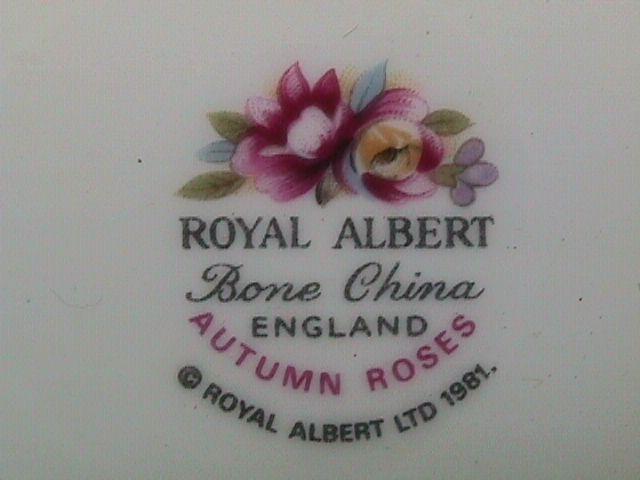 ROYAL ALBERT
Bone China
ENGLAND
AUTUMN ROSES
© ROYAL ALBERT LTD 1981.